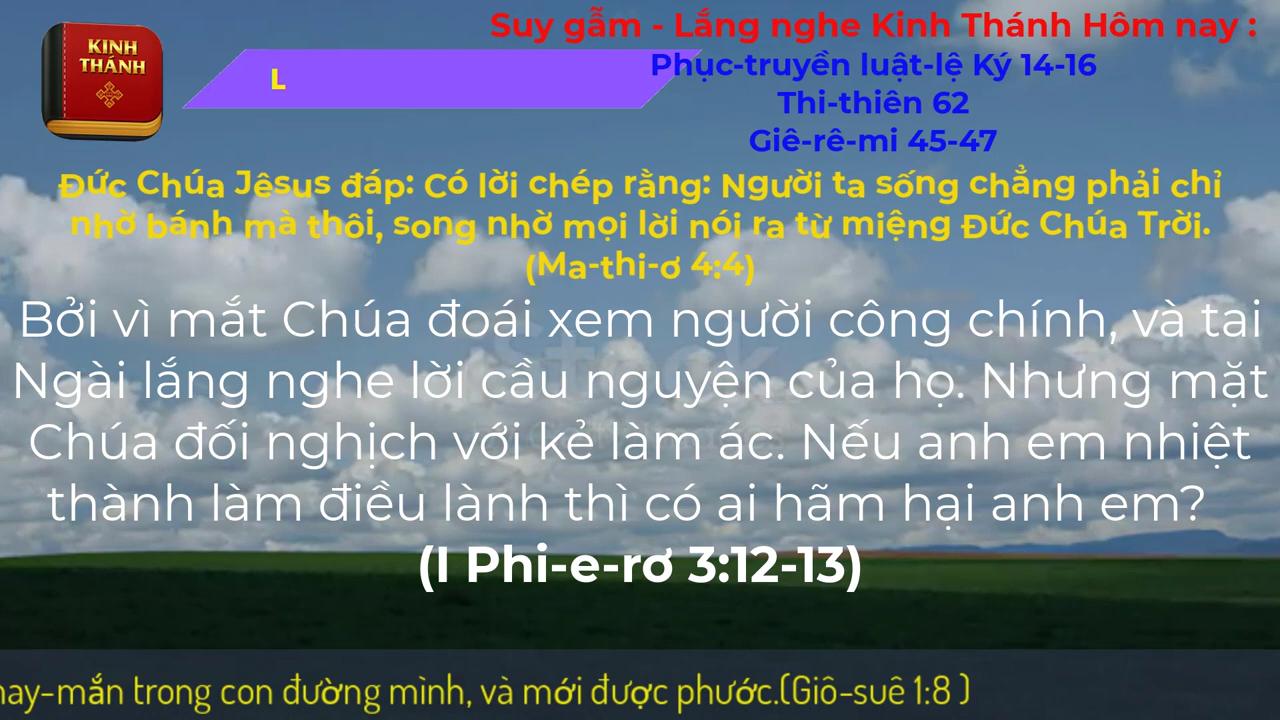 Suy gẫm - Lắng nghe Kinh Thánh Hôm nay :
KINH
THÁNH
L
Phục-truyền luật-lệ Ký 14-16
Thi-thiên 62
Giê-rê-mi 45-47
Đức Chúa Jêsus đáp: Có lời chép rằng: Người ta sống chẳng phải chỉ
nhờ bánh mà thôi, song nhờ mọi lời nói ra từ miệng Đức Chúa Trời.
(Ma-thi-ơ 4:4)
Bởi vì mắt Chúa đoái xem người công chính, và tai
Ngài lắng nghe lời cầu nguyện của họ. Nhưng mặt
Chúa đối nghịch với kẻ làm ác. Nếu anh em nhiệt
thành làm điều lành thì có ai hãm hại anh em?
(I Phi-e-rơ 3:12-13)
may-mắn trong con đường mình, và mới được phước.(Giô-suê 1:8 )